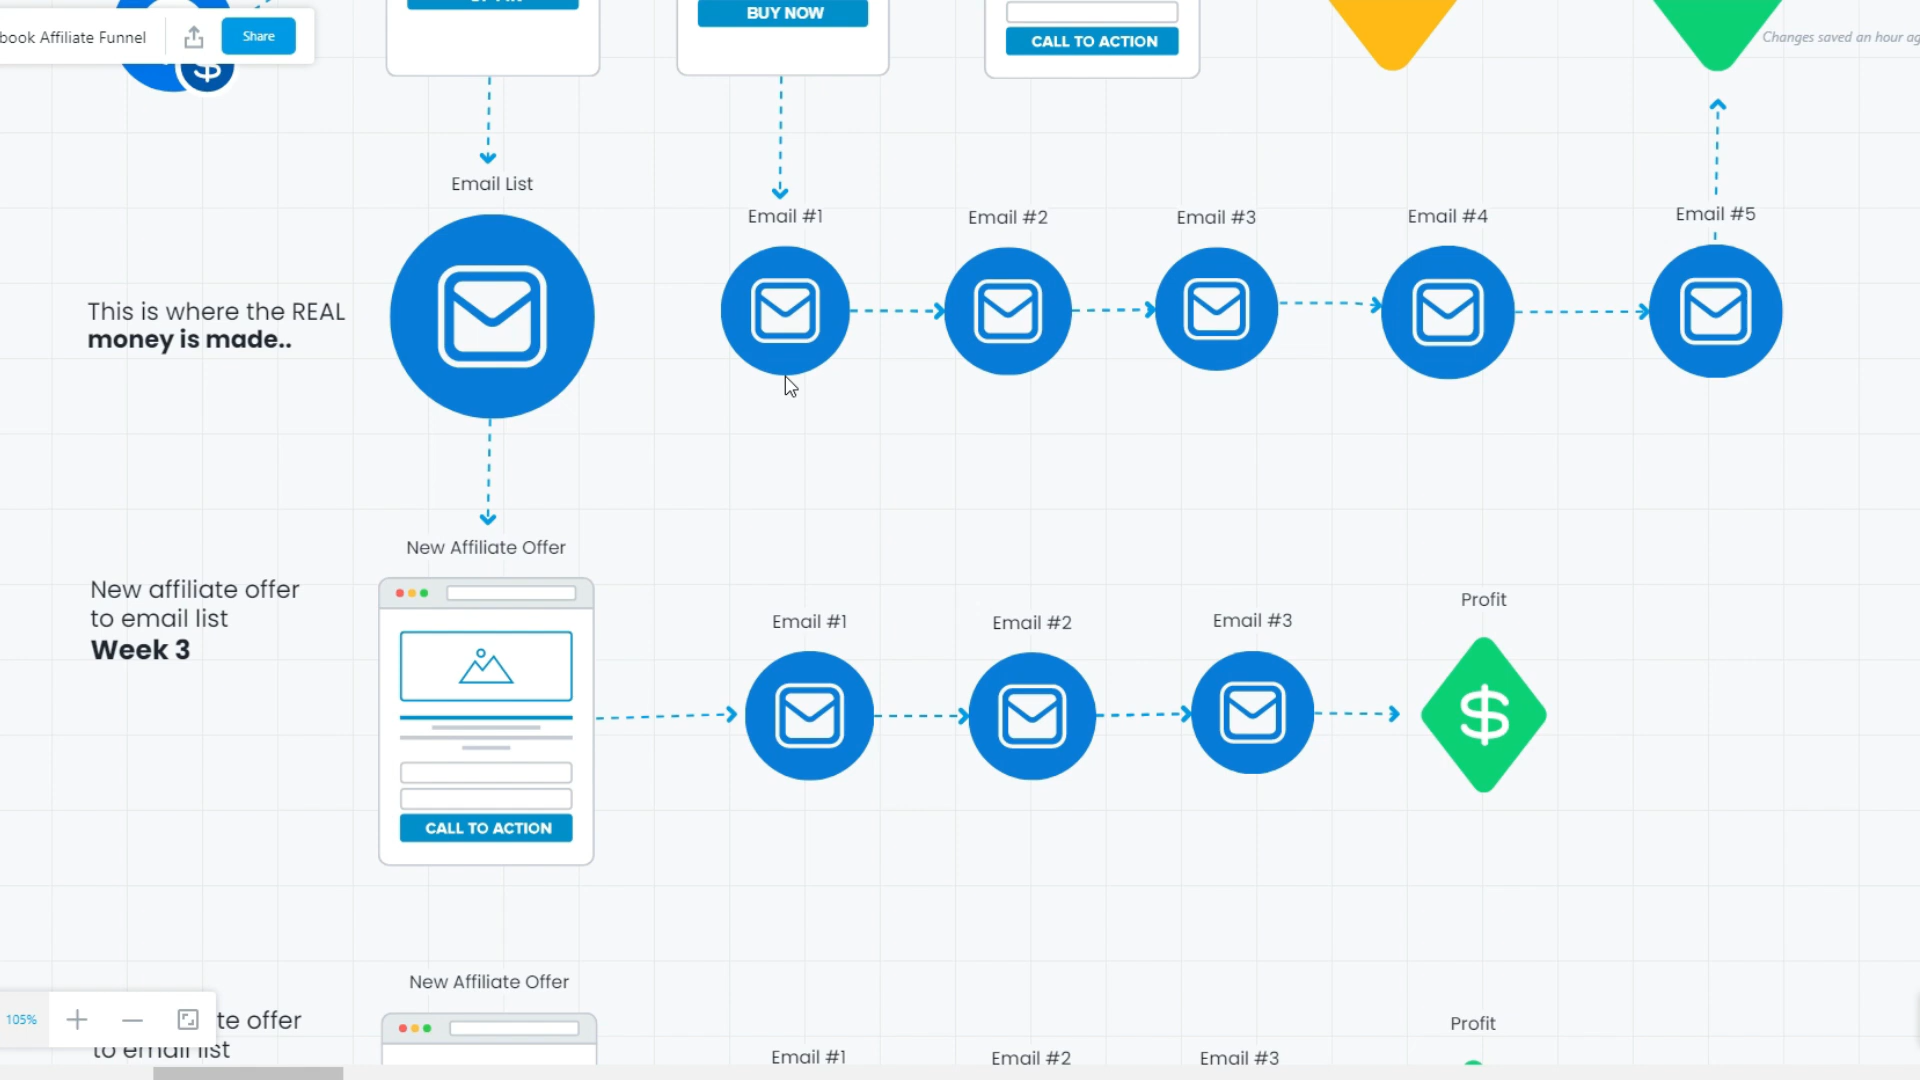 book Affiliate Funnel
Share
BUY NOW
CALL TO ACTION
Changes saved an hour ag
Email List
Email #1
Email #2
Email #3
Email #4
Email #5
This is where the REAL
money is made..
New Affiliate Offer
New affiliate offer
to email list
Week 3
CALL TO ACTION
Email #1
Email #2
Email #3
Profit
New Affiliate Offer
105%
te offer
to email list
Email #1
Email #2
Email #3
Profit